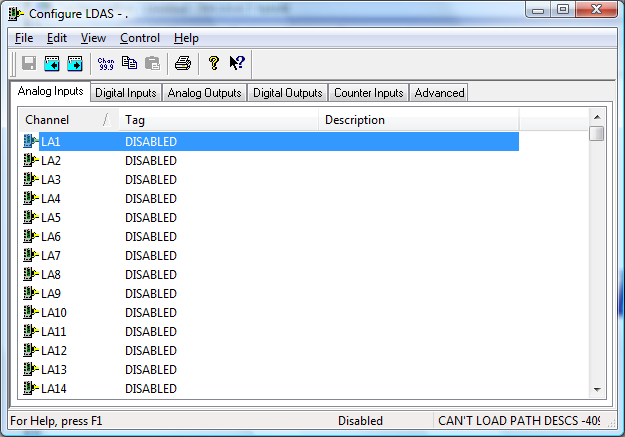 Configure LDAS - .
File Edit View Control Help
Chan
99.9
Analog Inputs Digital Inputs Analog Outputs Digital Outputs Counter Inputs Advanced
Channel / Tag Description
LA1 DISABLED
LA2 DISABLED
LA3 DISABLED
LA4 DISABLED
LA5 DISABLED
LA6 DISABLED
LA7 DISABLED
LA8 DISABLED
LA9 DISABLED
LA10 DISABLED
LA11 DISABLED
LA12 DISABLED
LA13 DISABLED
LA14 DISABLED
For Help, press F1 Disabled CAN'T LOAD PATH DESCS -409